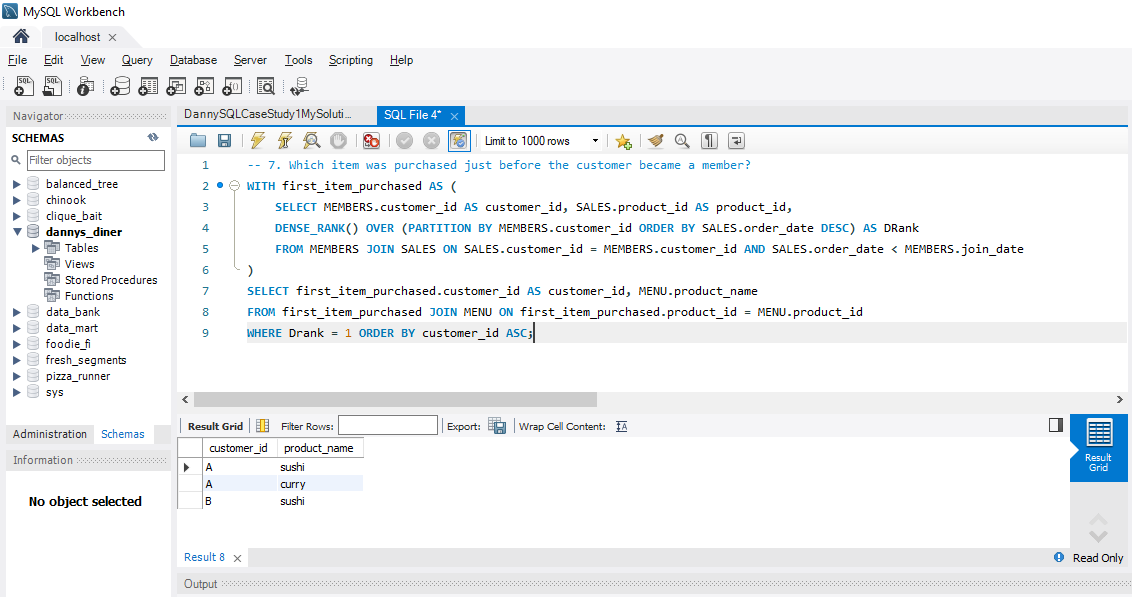 MySQL Workbench
localhost
File Edit View Query Database Server Tools Scripting Help
Navigator
SCHEMAS
Filter objects
balanced_tree
chinook
clique_bait
dannys_diner
Tables
Views
Stored Procedures
Functions
data_bank
data_mart
foodie_fi
fresh_segments
pizza_runner
sys
Administration Schemas
Information
No object selected
DannySQLCaseStudy1MySoluti... SQL File 4*
Limit to 1000 rows
1 -- 7. Which item was purchased just before the customer became a member?
2 WITH first_item_purchased AS (
3 SELECT MEMBERS.customer_id AS customer_id, SALES.product_id AS product_id,
4 DENSE_RANK() OVER (PARTITION BY MEMBERS.customer_id ORDER BY SALES.order_date DESC) AS DRank
5 FROM MEMBERS JOIN SALES ON SALES.customer_id = MEMBERS.customer_id AND SALES.order_date < MEMBERS.join_date
6 )
7 SELECT first_item_purchased.customer_id AS customer_id, MENU.product_name
8 FROM first_item_purchased JOIN MENU ON first_item_purchased.product_id = MENU.product_id
9 WHERE Drank = 1 ORDER BY customer_id ASC;
Result Grid Filter Rows: Export: Wrap Cell Content:
customer_id product_name
A sushi
A curry
B sushi
Result
Grid
Result 8
Read Only
Output